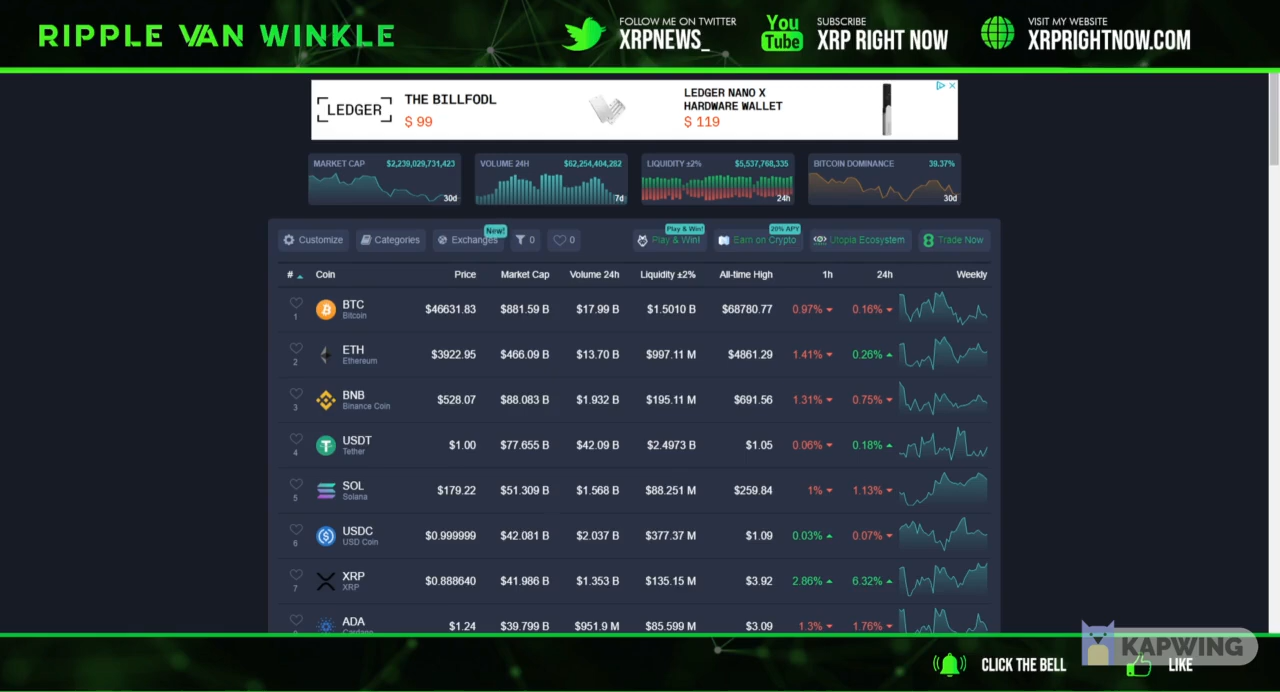 RIPPLE VAN WINKLE
FOLLOW ME ON TWITTER
XRPNEWS_
You Tube
SUBSCRIBE
XRP RIGHT NOW
VISIT MY WEBSITE
XRPRIGHTNOW.COM
LEDGER
THE BILLFODL
$ 99
LEDGER NANO X
HARDWARE WALLET
$ 119
MARKET CAP $2,239,029,731,423
30d
VOLUME 24H $62,254,404,282
7d
LIQUIDITY ±2% $5,537,768,335
24h
BITCOIN DOMINANCE 39.37%
30d
Customize Categories Exchanges New! 0 0 Play & Win! Play & Win! Earn on Crypto 20% APY Utopia Ecosystem 8 Trade Now
# Coin Price Market Cap Volume 24h Liquidity ±2% All-time High 1h 24h Weekly
1 BTC Bitcoin $46631.83 $881.59 B $17.99 B $1.5010 B $68780.77 0.97% 0.16%
2 ETH Ethereum $3922.95 $466.09 B $13.70 B $997.11 M $4861.29 1.41% 0.26%
3 BNB Binance Coin $528.07 $88.083 B $1.932 B $195.11 M $691.56 1.31% 0.75%
4 USDT Tether $1.00 $77.655 B $42.09 B $2.4973 B $1.05 0.06% 0.18%
5 SOL Solana $179.22 $51.309 B $1.568 B $88.251 M $259.84 1% 1.13%
6 USDC USD Coin $0.999999 $42.081 B $2.037 B $377.37 M $1.09 0.03% 0.07%
7 XRP XRP $0.888640 $41.986 B $1.353 B $135.15 M $3.92 2.86% 6.32%
ADA $1.24 $39.799 B $951.9 M $85.599 M $3.09 1.3% 1.76%
KAPWING
CLICK THE BELL
LIKE